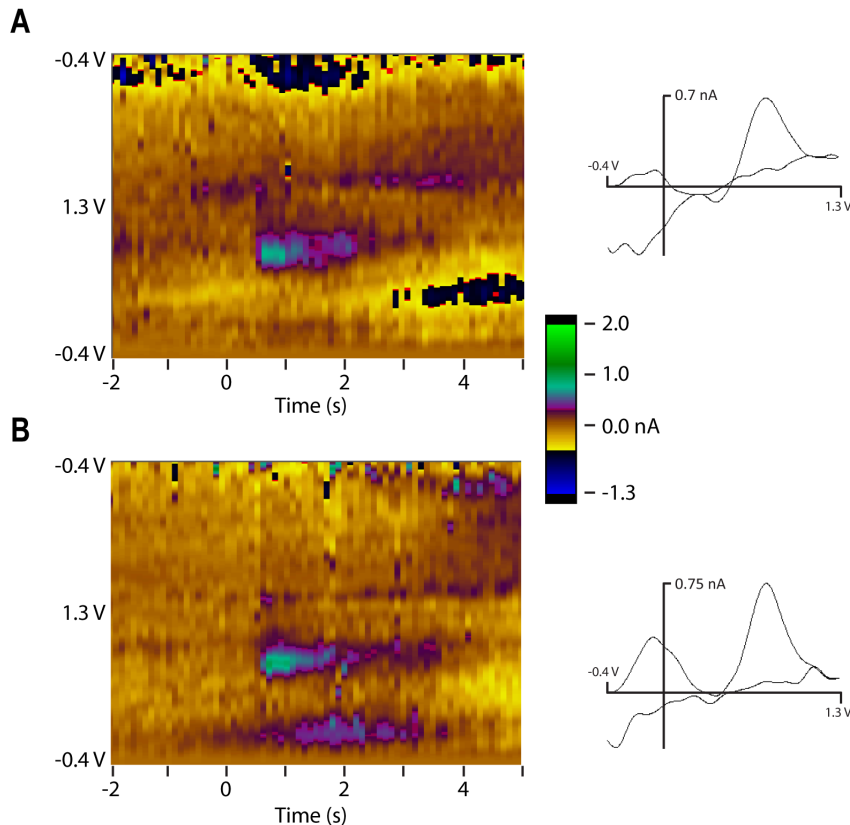 A
-0.4 V
1.3 V
-0.4 V
-2
0
2
4
Time (s)
0.7 nA
-0.4 V
1.3 V
2.0
1.0
0.0 nA
-1.3
B
-0.4 V
1.3 V
-0.4 V
-2
0
2
4
Time (s)
0.75 nA
-0.4 V
1.3 V